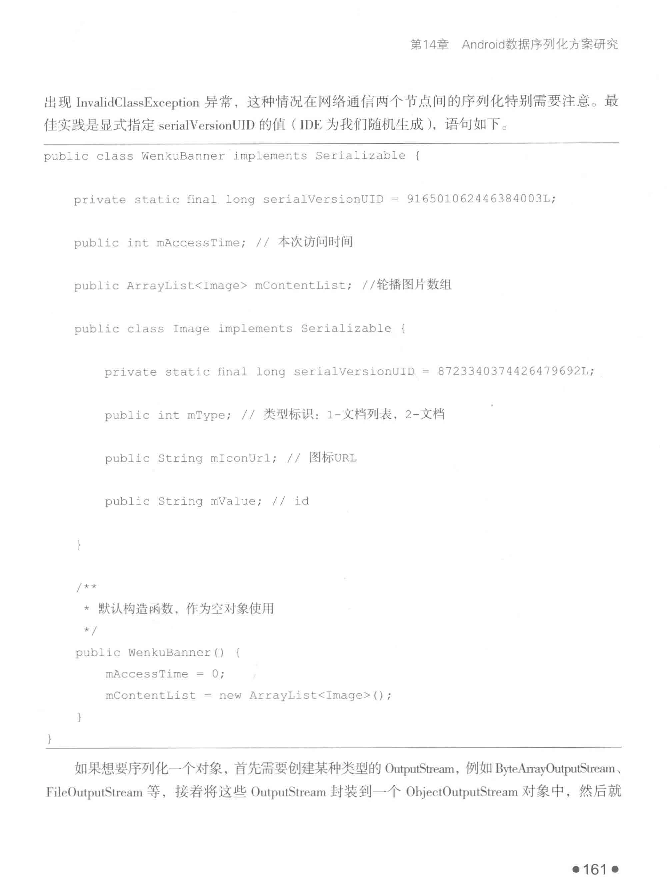 第14章 Android数据序列化方案研究
出现 InvalidClassException 异常，这种情况在网络通信两个节点间的序列化特别需要注意。最
佳实践是显式指定 serialVersionUID 的值（IDE 为我们随机生成），语句如下。
public class WenkuBanner implements Serializable {
private static final long serialVersionUID = 916501062446384003L;
public int mAccessTime; // 本次访问时间
public ArrayList<Image> mContentList; //轮播图片数组
public class Image implements Serializable {
private static final long serialVersionUID = 8723340374426479692L;
public int mType; // 类型标识：1-文档列表，2-文档
public String mIconUrl; // 图标URL
public String mValue; // id
}
/**
* 默认构造函数、作为空对象使用
*/
public WenkuBanner() {
mAccessTime = 0;
mContentList = new ArrayList<Image>();
}
}
如果想要序列化一个对象，首先需要创建某种类型的 OutputStream，例如 ByteArrayOutputStream、
FileOutputStream 等，接着将这些 OutputStream 封装到一个 ObjectOutputStream 对象中，然后就
●161●